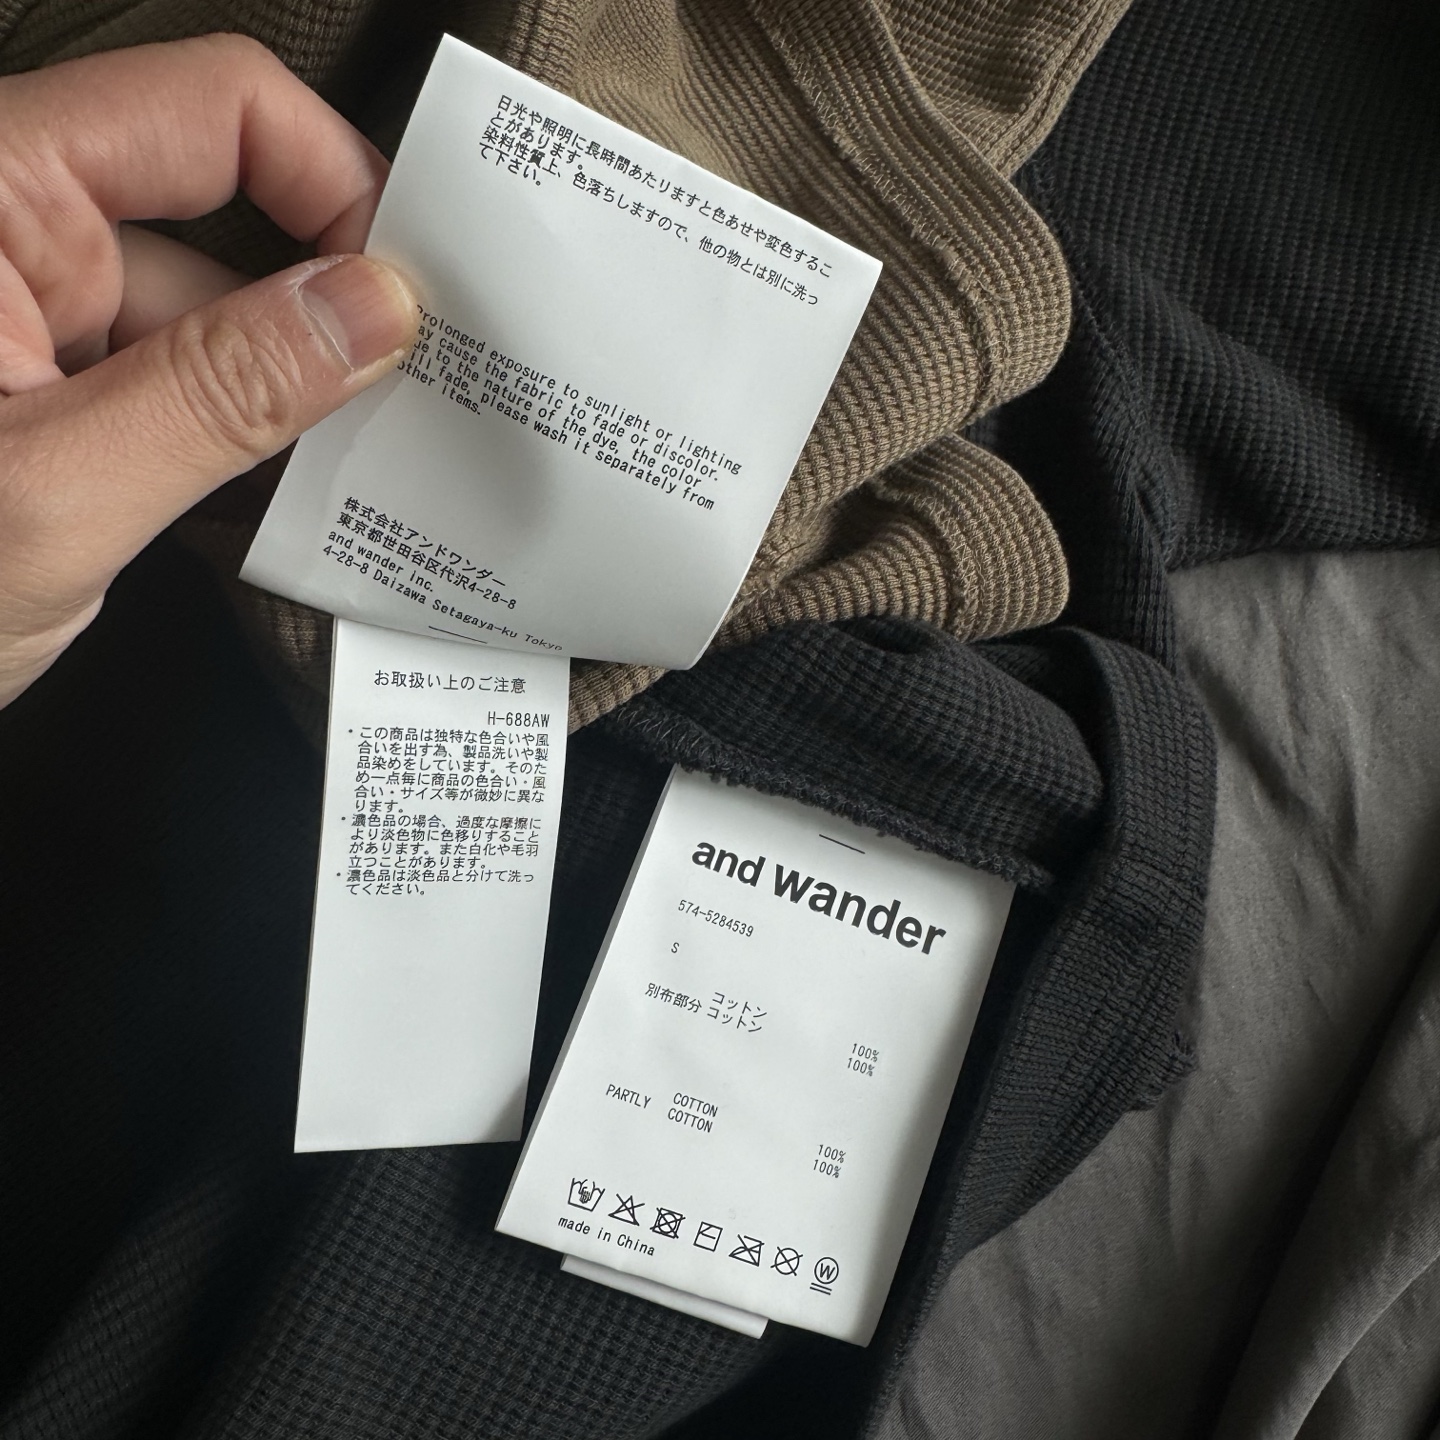 日光や照明に長時間あたりますと色あせや変色するこ
とがあります。
染料性質上、色落ちしますので、他の物とは別に洗っ
て下さい。
Prolonged exposure to sunlight or lighting
ay cause the fabric to fade or discolor.
ue to the nature of the dye, the color
ill fade, please wash it separately from
other items.
株式会社アンドワンダー
東京都世田谷区代沢4-28-8
and wander inc.
4-28-8 Daizawa Setagaya-ku Tokyo
お取扱い上のご注意
H-688AW
・この商品は独特な色合いや風
合いを出す為、製品洗いや製
品染めをしています。そのた
め一点毎に商品の色合い・風
合い・サイズ等が微妙に異な
ります。
・濃色品の場合、過度な摩擦に
より淡色物に色移りすること
があります。また白化や毛羽
立つことがあります。
・濃色品は淡色品と分けて洗っ
てください。
and wander
574-5284539
S
コットン
別布部分 コットン
100%
100%
COTTON
PARTLY COTTON
100%
100%
W
made in China